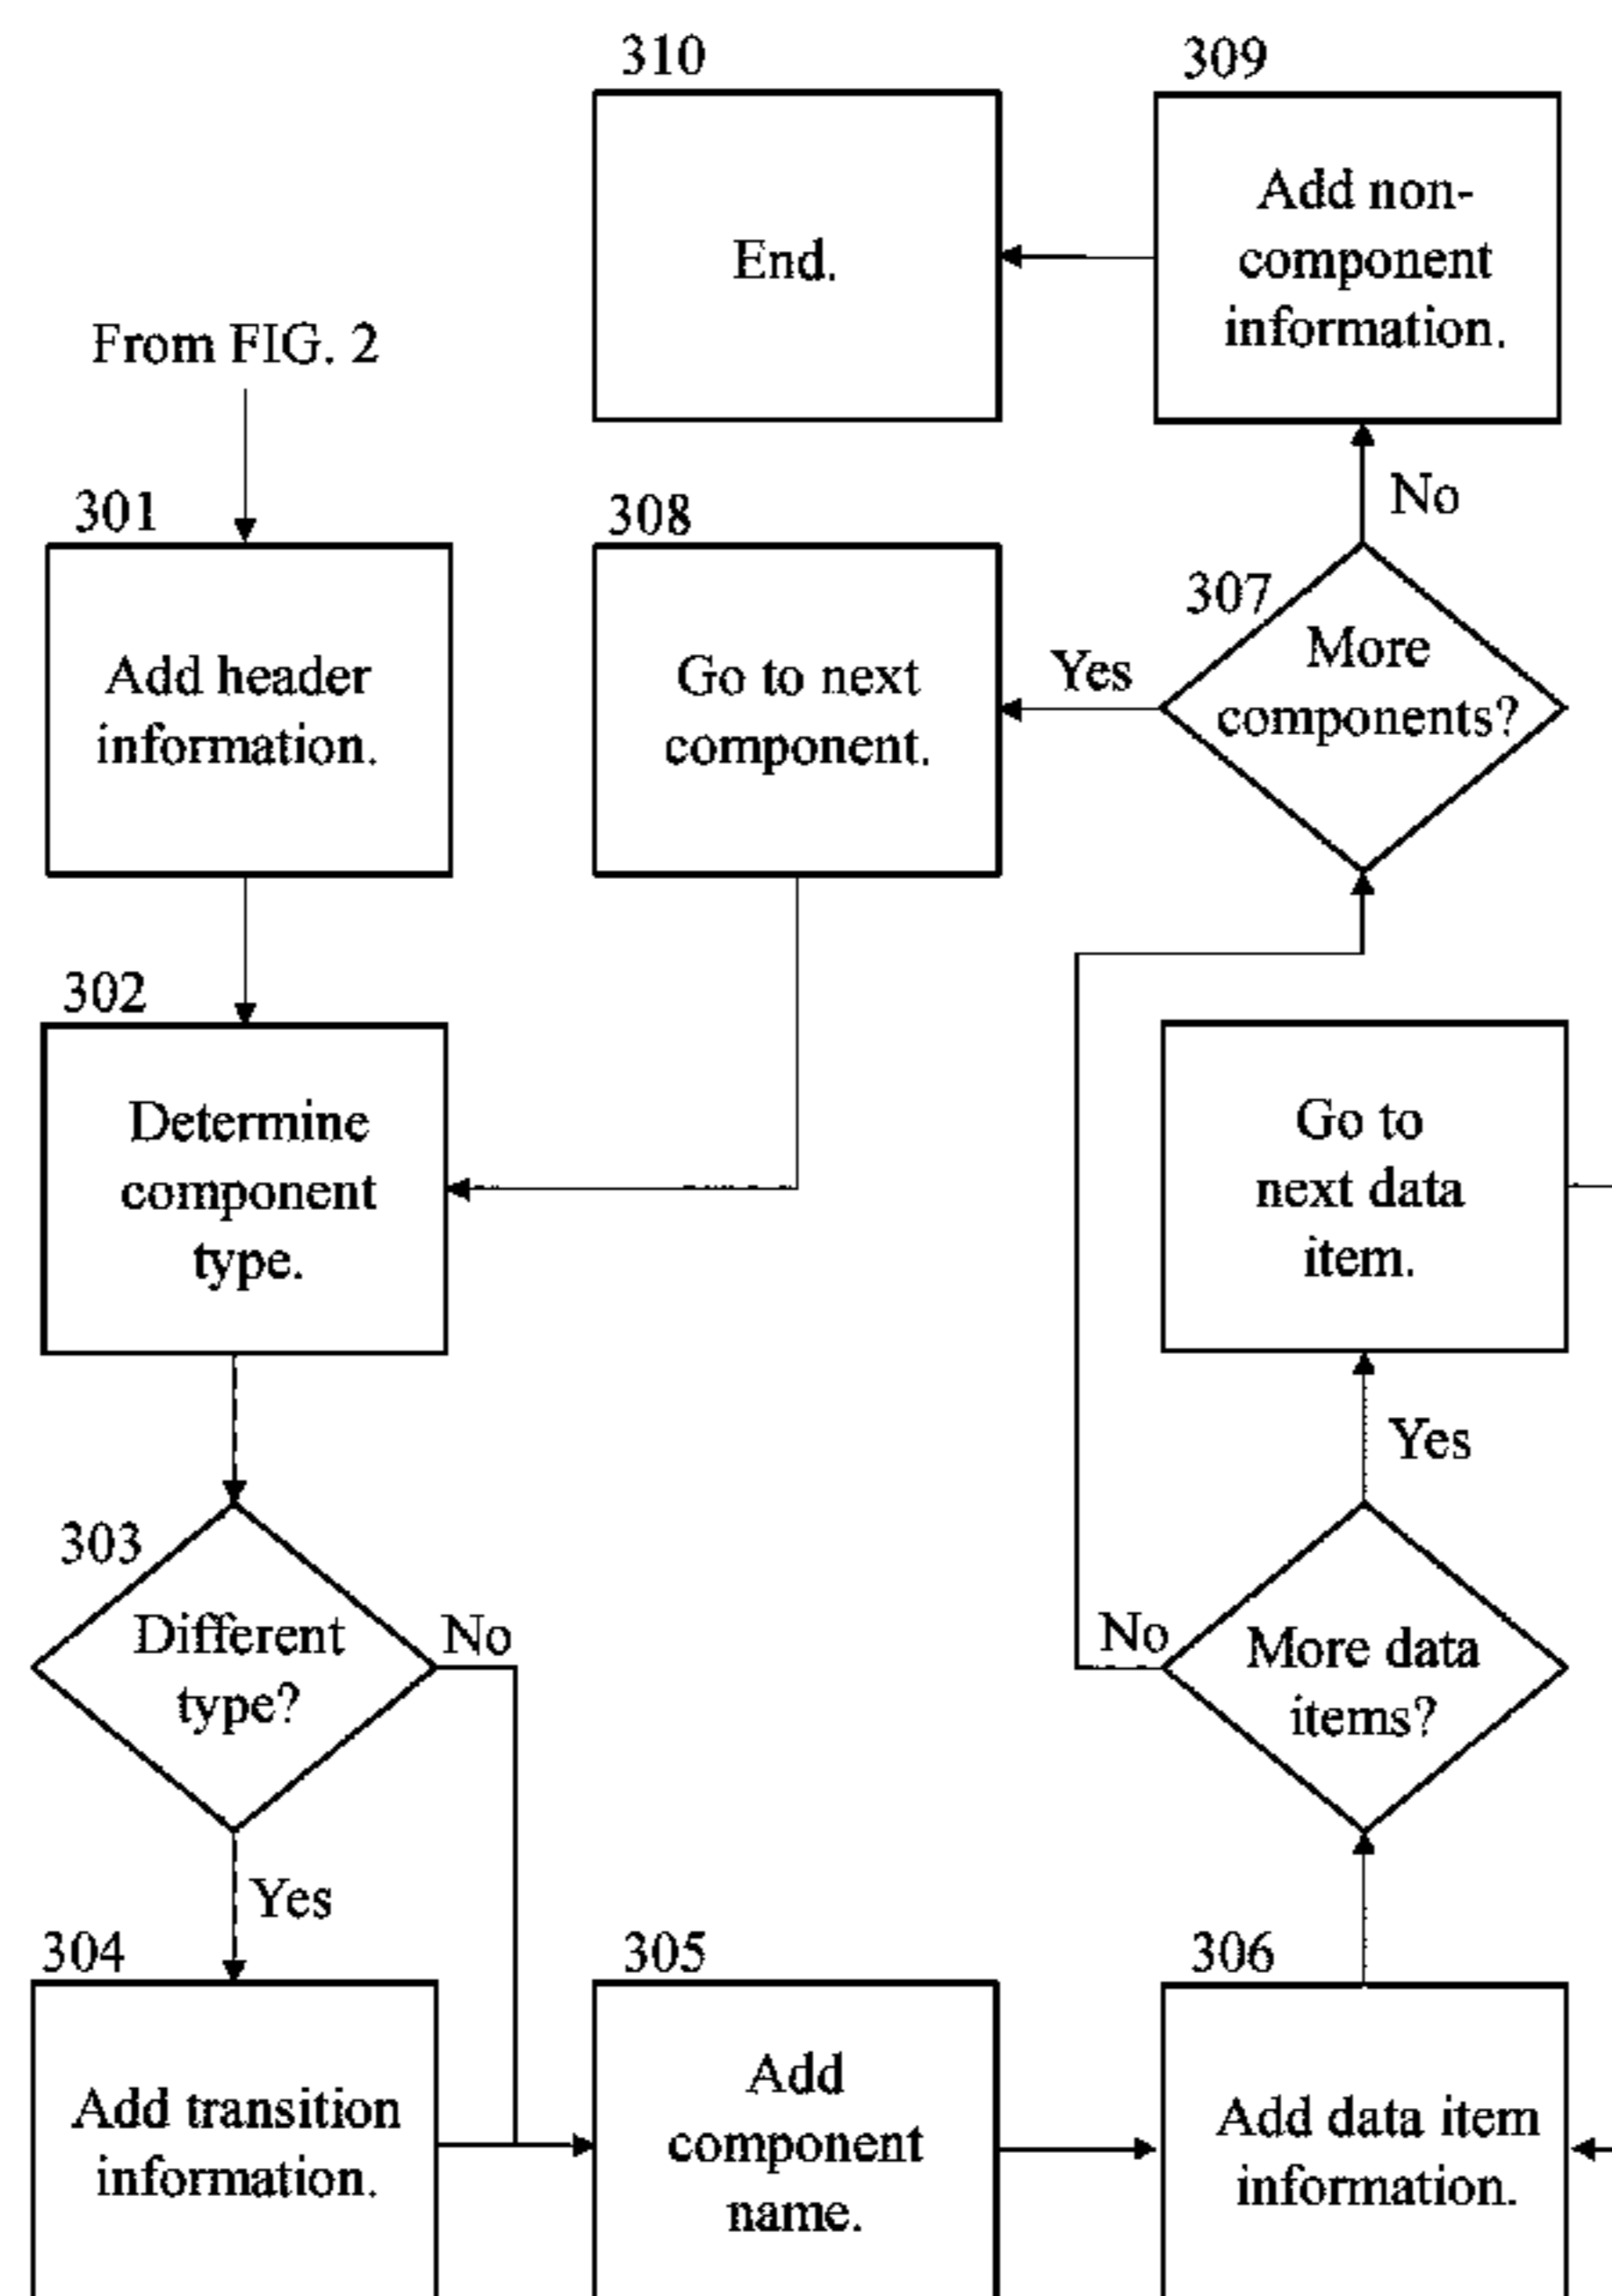 310
End.
309
Add non-
component
information.
From FIG. 2
301
Add header
information.
308
Go to next
component.
Yes
307
More
components?
No
302
Determine
component
type.
Go to
next data
item.
Yes
303
Different
type?
No
No
More data
items?
Yes
304
Add transition
information.
305
Add
component
name.
306
Add data item
information.